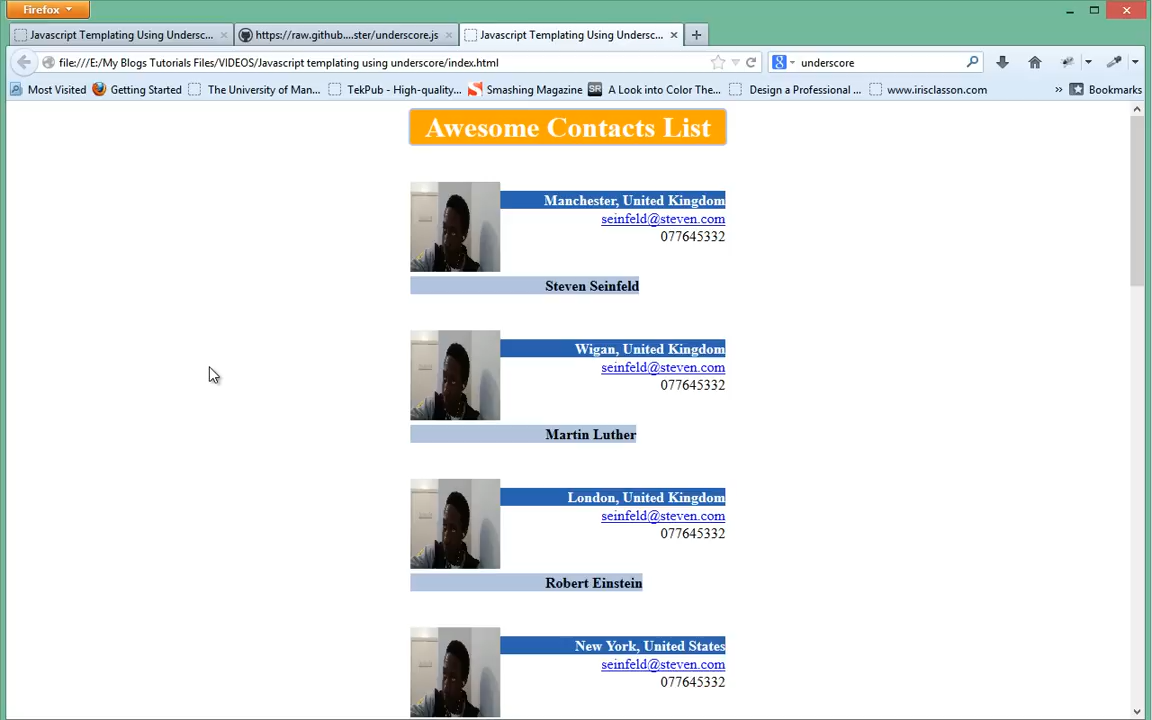 Firefox
Javascript Templating Using Undersc...
https://raw.github....ster/underscore.js
Javascript Templating Using Undersc...
file:///E:/My Blogs Tutorials Files/VIDEOS/Javascript templating using underscore/index.html
underscore
Most Visited
Getting Started
The University of Man...
TekPub - High-quality...
Smashing Magazine
SR
A Look into Color The...
Design a Professional ...
www.irisclasson.com
»
Bookmarks
Awesome Contacts List
Manchester, United Kingdom
seinfeld@steven.com
077645332
Steven Seinfeld
Wigan, United Kingdom
seinfeld@steven.com
077645332
Martin Luther
London, United Kingdom
seinfeld@steven.com
077645332
Robert Einstein
New York, United States
seinfeld@steven.com
077645332